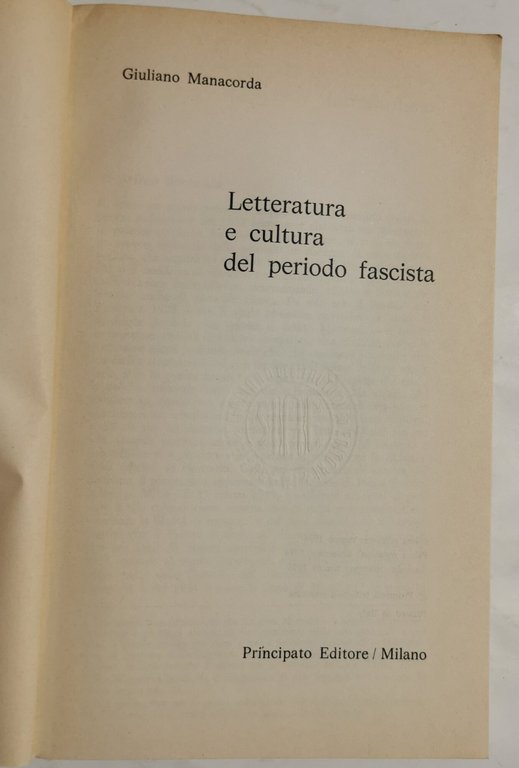 Giuliano Manacorda
Letteratura
e cultura
del periodo fascista
Principato Editore / Milano